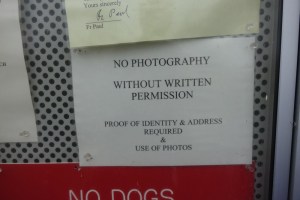 Yours sincerely
Fr Paul
NO PHOTOGRAPHY
WITHOUT WRITTEN
PERMISSION
PROOF OF IDENTITY & ADDRESS
REQUIRED
&
USE OF PHOTOS
NO DOGS